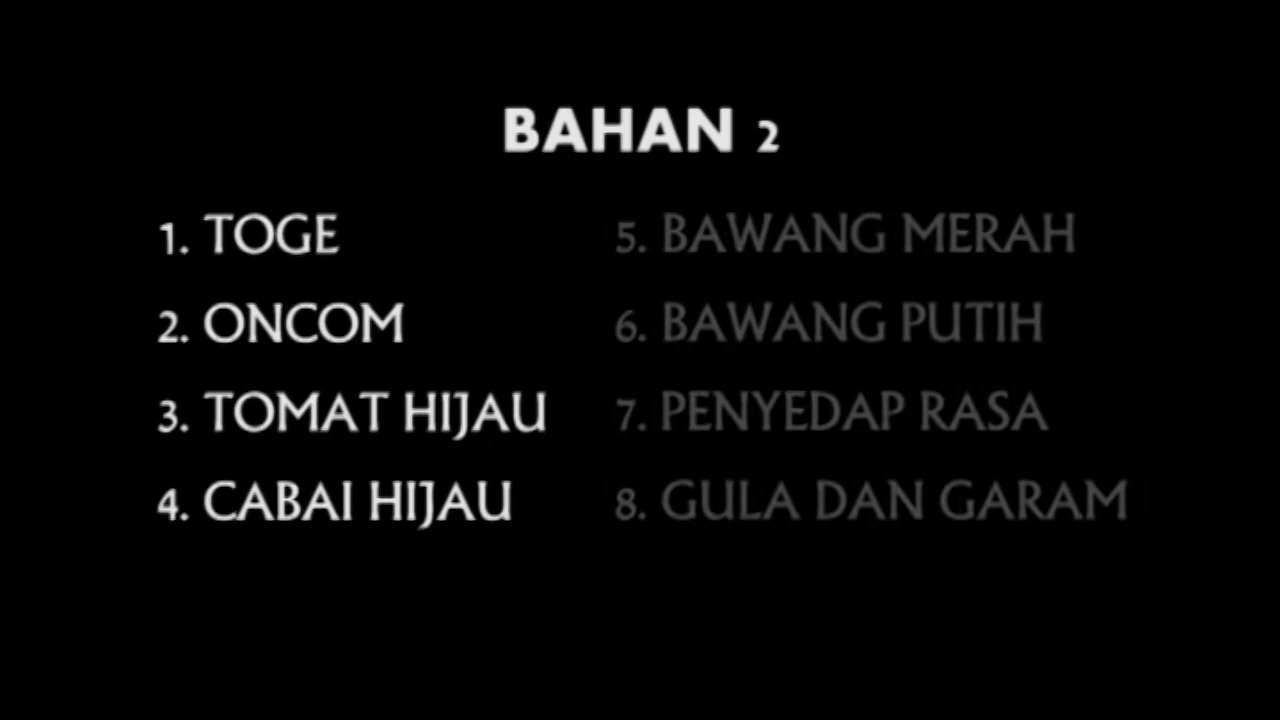 BAHAN 2
1. TOGE
2. ONCOM
3. TOMAT HIJAU
4. CABAI HIJAU
5. BAWANG MERAH
6. BAWANG PUTIH
7. PENYEDAP RASA
8. GULA DAN GARAM